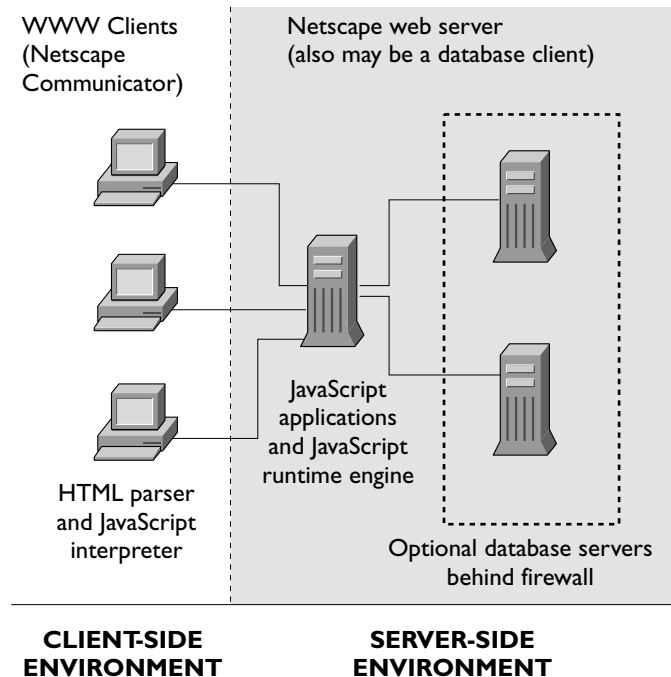 WWW Clients
(Netscape
Communicator)
Netscape web server
(also may be a database client)
JavaScript
applications
and JavaScript
runtime engine
HTML parser
and JavaScript
interpreter
Optional database servers
behind firewall
CLIENT-SIDE
ENVIRONMENT
SERVER-SIDE
ENVIRONMENT